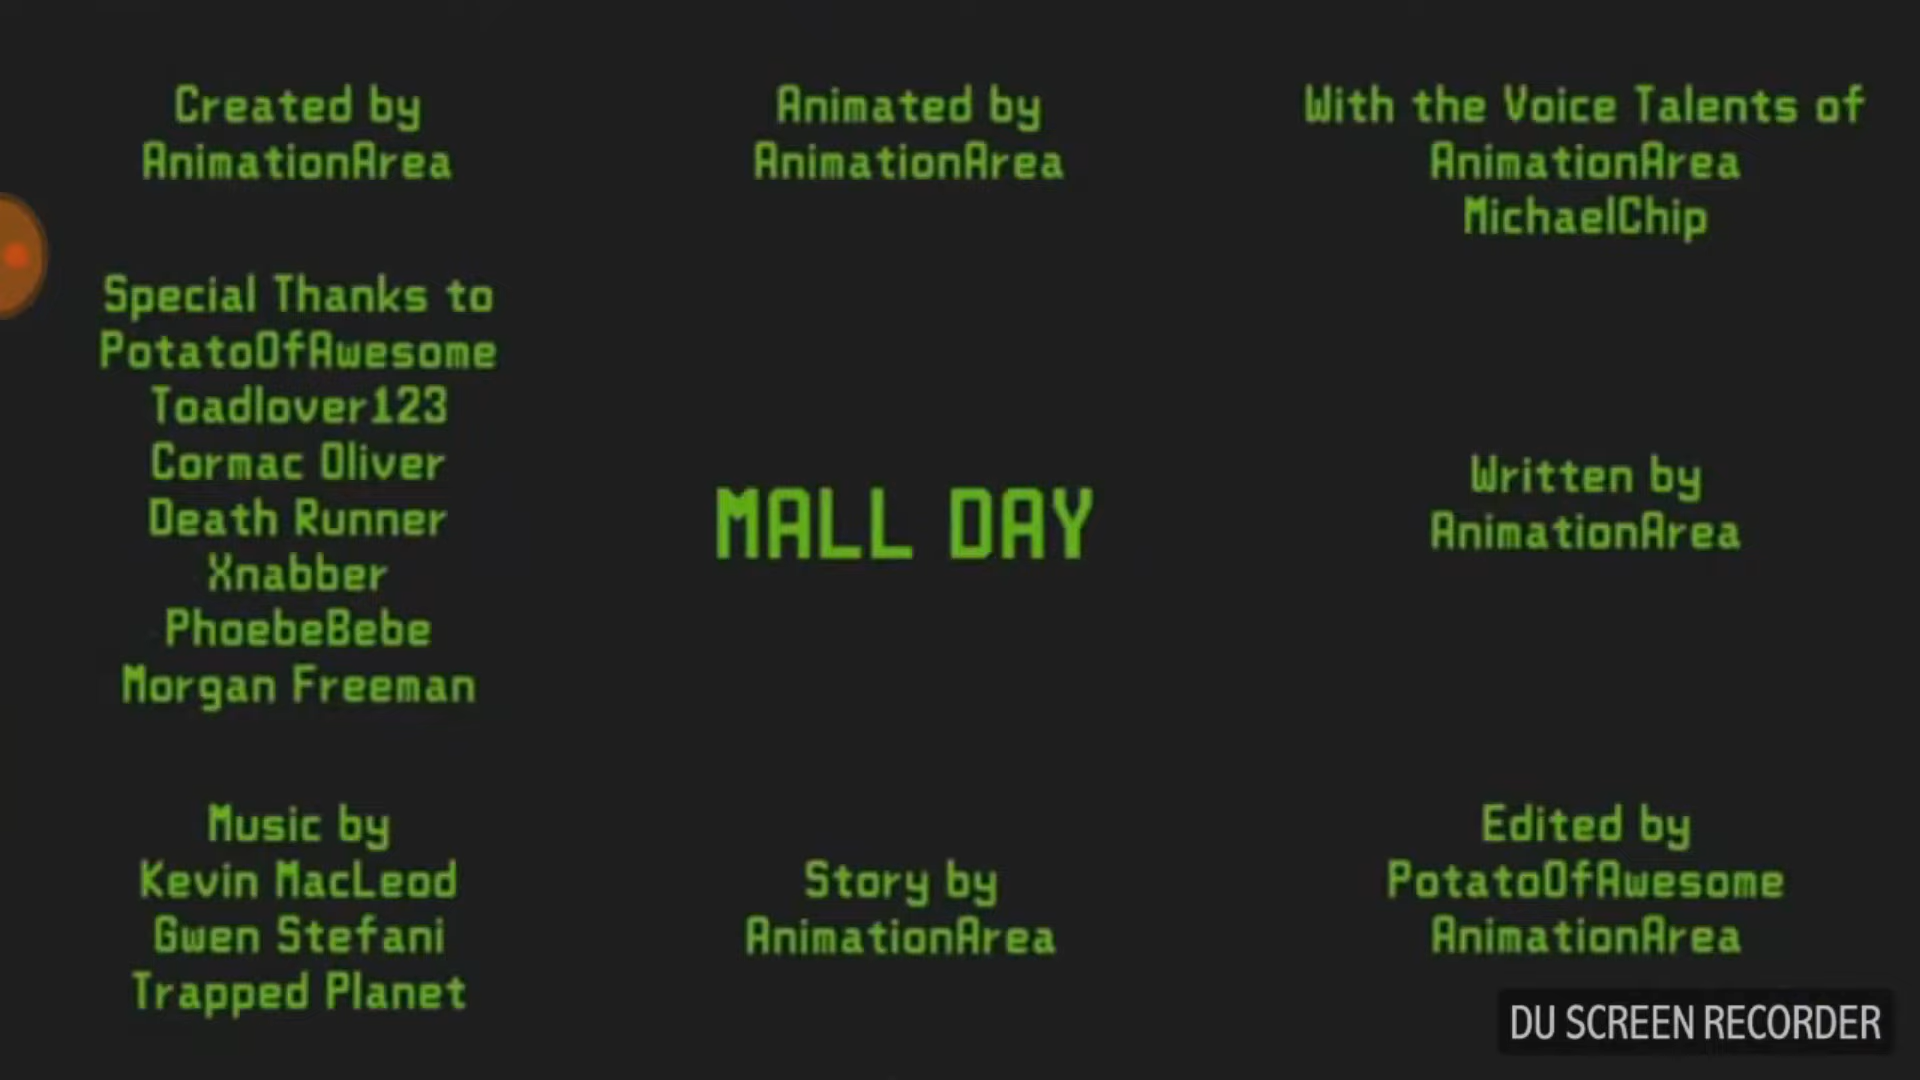 Created by
AnimationArea
Animated by
AnimationArea
With the Voice Talents of
AnimationArea
MichaelChip
Special Thanks to
PotatoOfAwesome
Toadlover123
Cormac Oliver
Death Runner
Xnabber
PhoebeBebe
Morgan Freeman
MALL DAY
Written by
AnimationArea
Music by
Kevin MacLeod
Gwen Stefani
Trapped Planet
Story by
AnimationArea
Edited by
PotatoOfAwesome
AnimationArea
DU SCREEN RECORDER